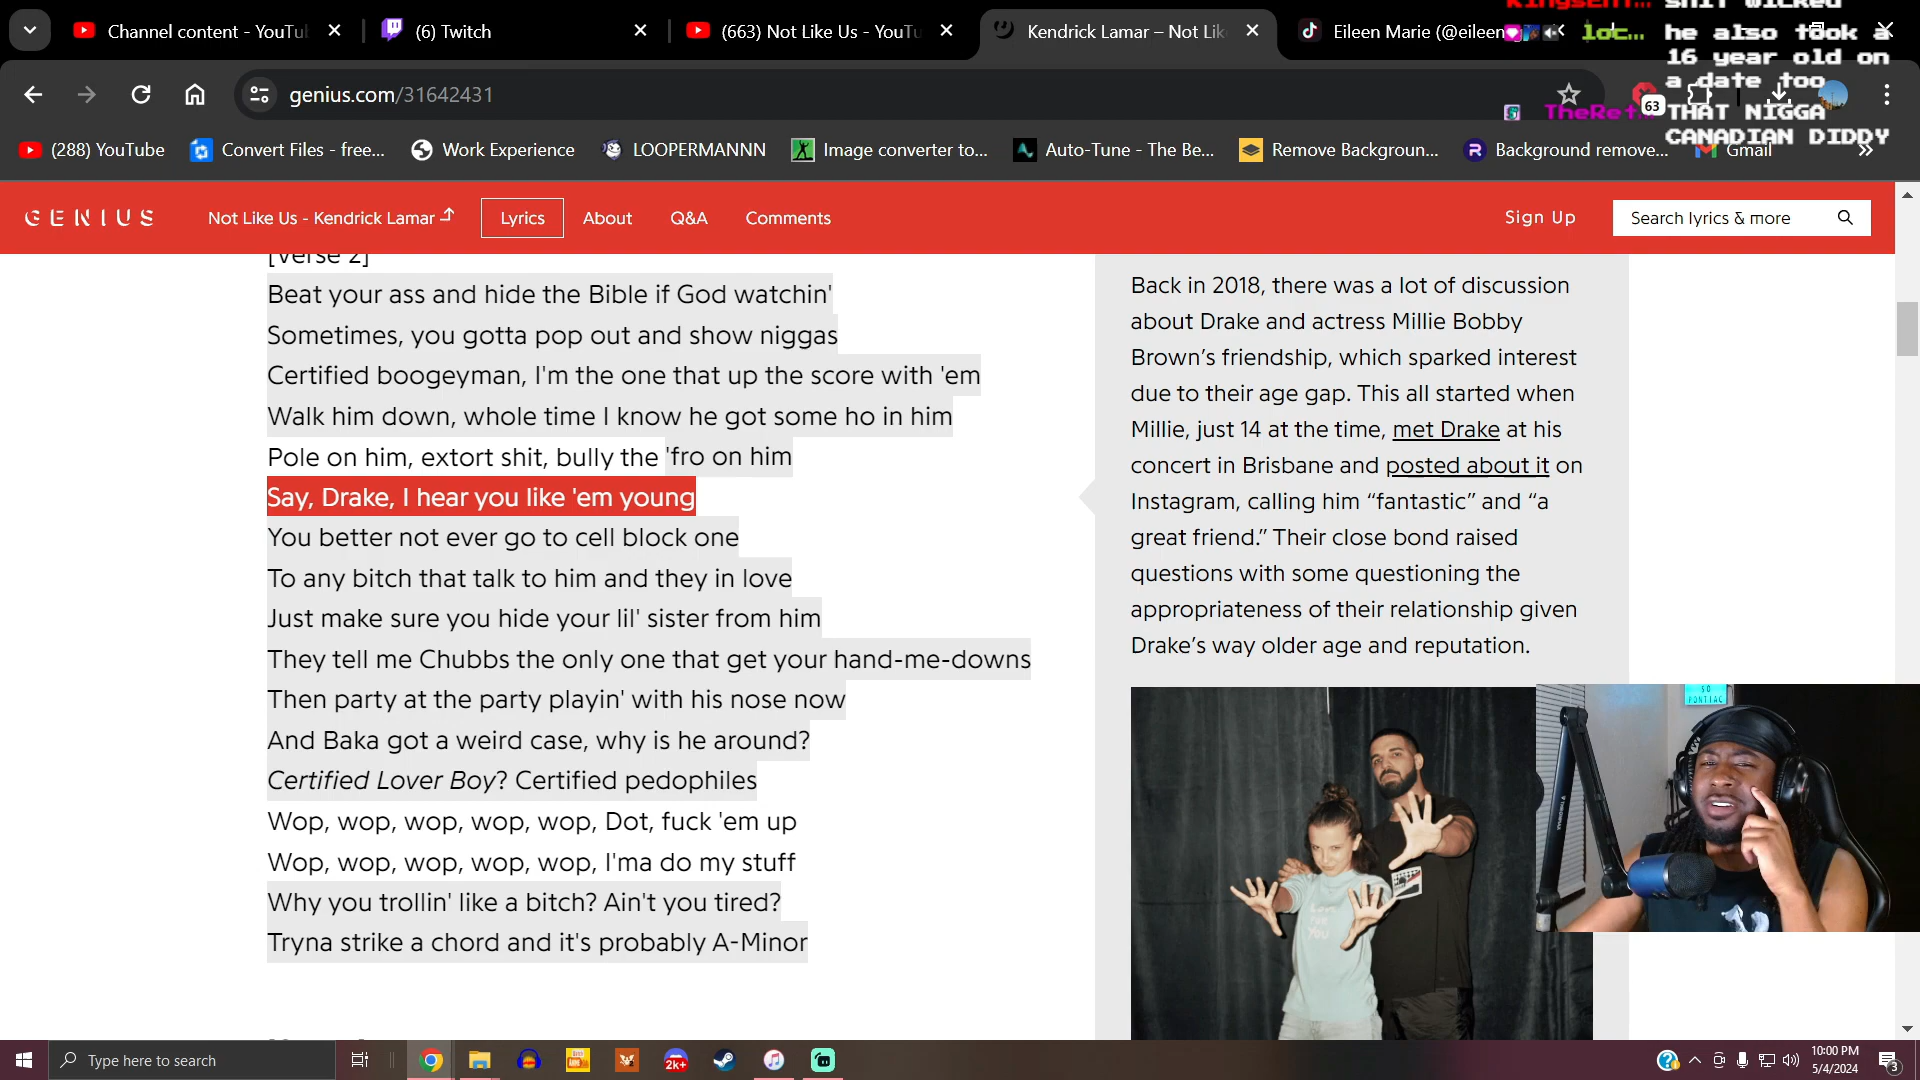 Channel content - YouTu
(6) Twitch
(663) Not Like Us - YouTu
Kendrick Lamar – Not Lik
Eileen Marie (@eileen
loc...
he also took a
16 year old on
a date too
THAT NIGGA
CANADIAN DIDDY
genius.com/31642431
63
TheRet...
(288) YouTube
Convert Files - free...
Work Experience
LOOPERMANNN
Image converter to...
Auto-Tune - The Be...
Remove Backgroun...
Background remove...
Gmail
GENIUS
Not Like Us - Kendrick Lamar
Lyrics
About
Q&A
Comments
Sign Up
Search lyrics & more
[Verse 2]
Beat your ass and hide the Bible if God watchin'
Sometimes, you gotta pop out and show niggas
Certified boogeyman, I'm the one that up the score with 'em
Walk him down, whole time I know he got some ho in him
Pole on him, extort shit, bully the 'fro on him
Say, Drake, I hear you like 'em young
You better not ever go to cell block one
To any bitch that talk to him and they in love
Just make sure you hide your lil' sister from him
They tell me Chubbs the only one that get your hand-me-downs
Then party at the party playin' with his nose now
And Baka got a weird case, why is he around?
Certified Lover Boy? Certified pedophiles
Wop, wop, wop, wop, wop, Dot, fuck 'em up
Wop, wop, wop, wop, wop, I'ma do my stuff
Why you trollin' like a bitch? Ain't you tired?
Tryna strike a chord and it's probably A-Minor
Back in 2018, there was a lot of discussion
about Drake and actress Millie Bobby
Brown's friendship, which sparked interest
due to their age gap. This all started when
Millie, just 14 at the time, met Drake at his
concert in Brisbane and posted about it on
Instagram, calling him “fantastic” and “a
great friend.” Their close bond raised
questions with some questioning the
appropriateness of their relationship given
Drake's way older age and reputation.
SO
PONTIAC
Type here to search
2k+
10:00 PM
5/4/2024
3